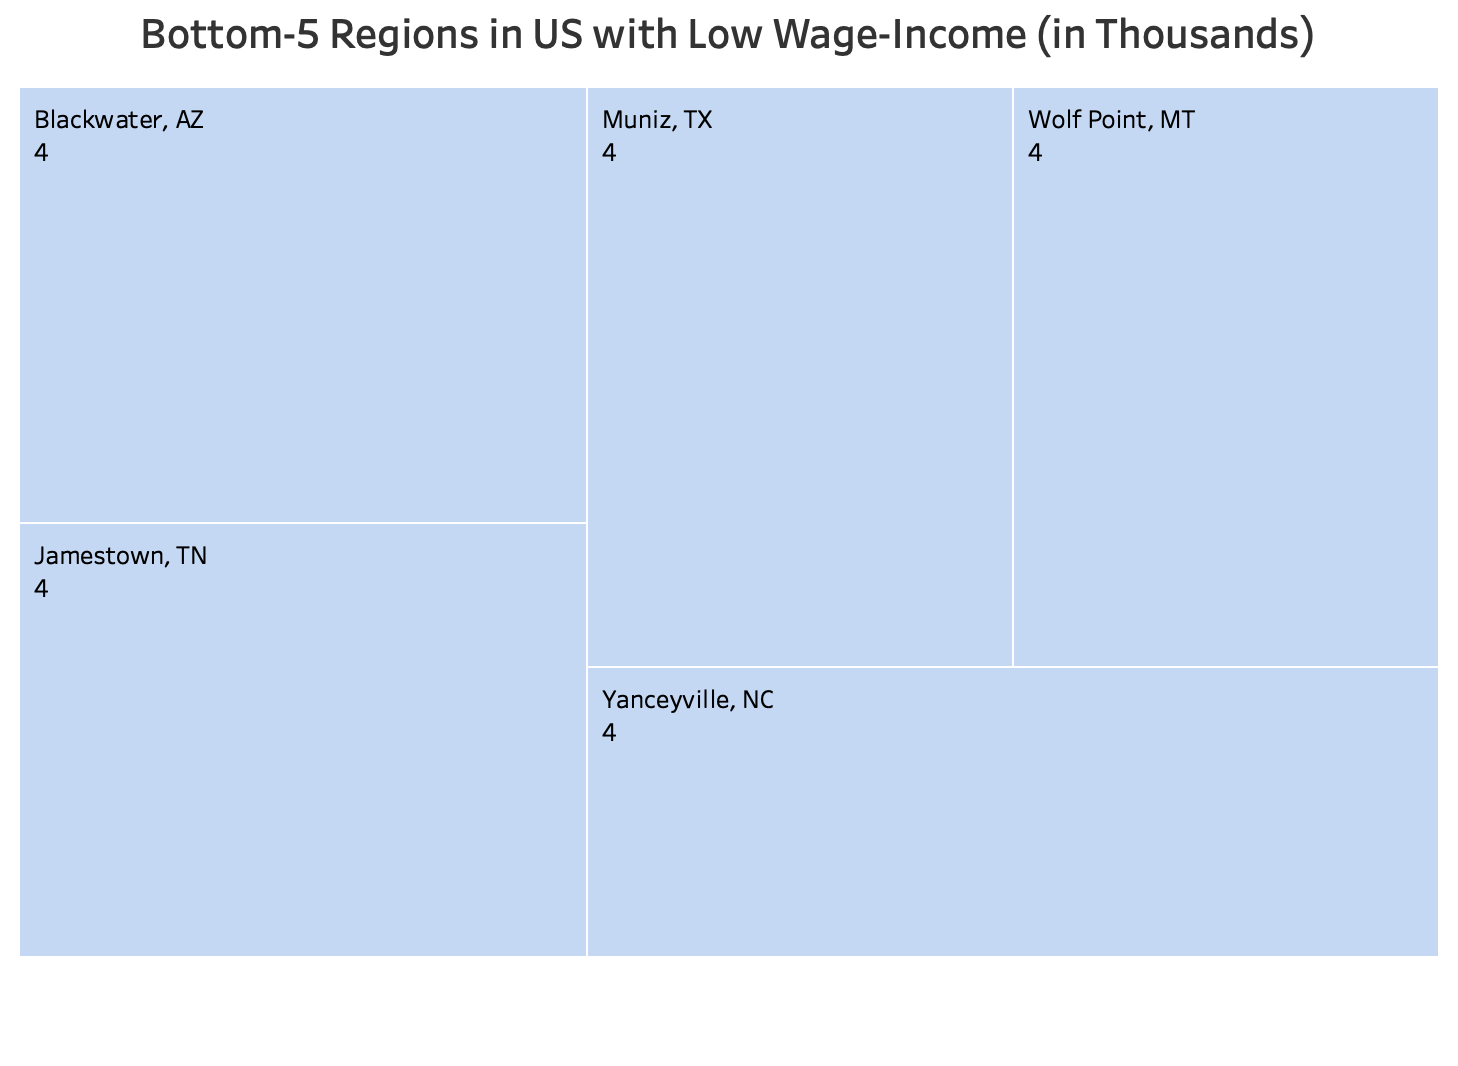 Bottom-5 Regions in US with Low Wage-Income (in Thousands)
Blackwater, AZ
4
Jamestown, TN
4
Muniz, TX
4
Wolf Point, MT
4
Yanceyville, NC
4